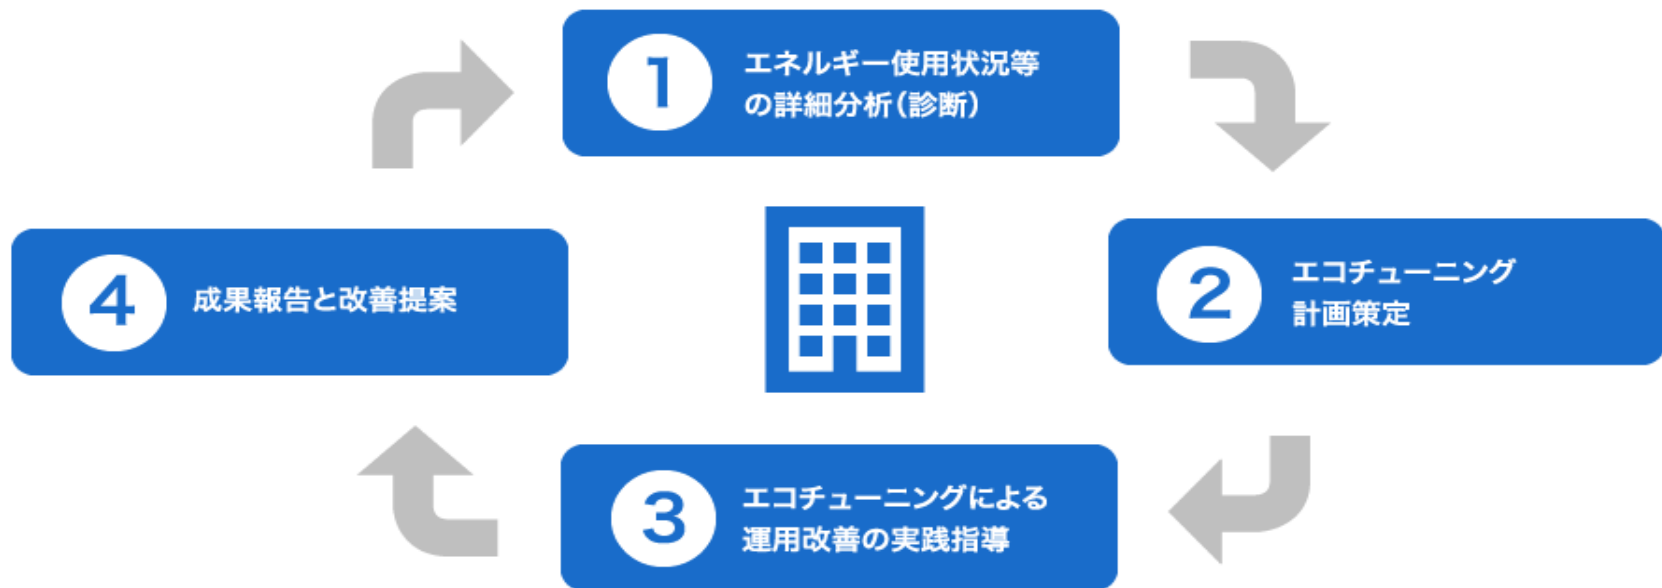 1
エネルギー使用状況等
の詳細分析(診断)
2
エコチューニング
計画策定
3
エコチューニングによる
運用改善の実践指導
4
成果報告と改善提案